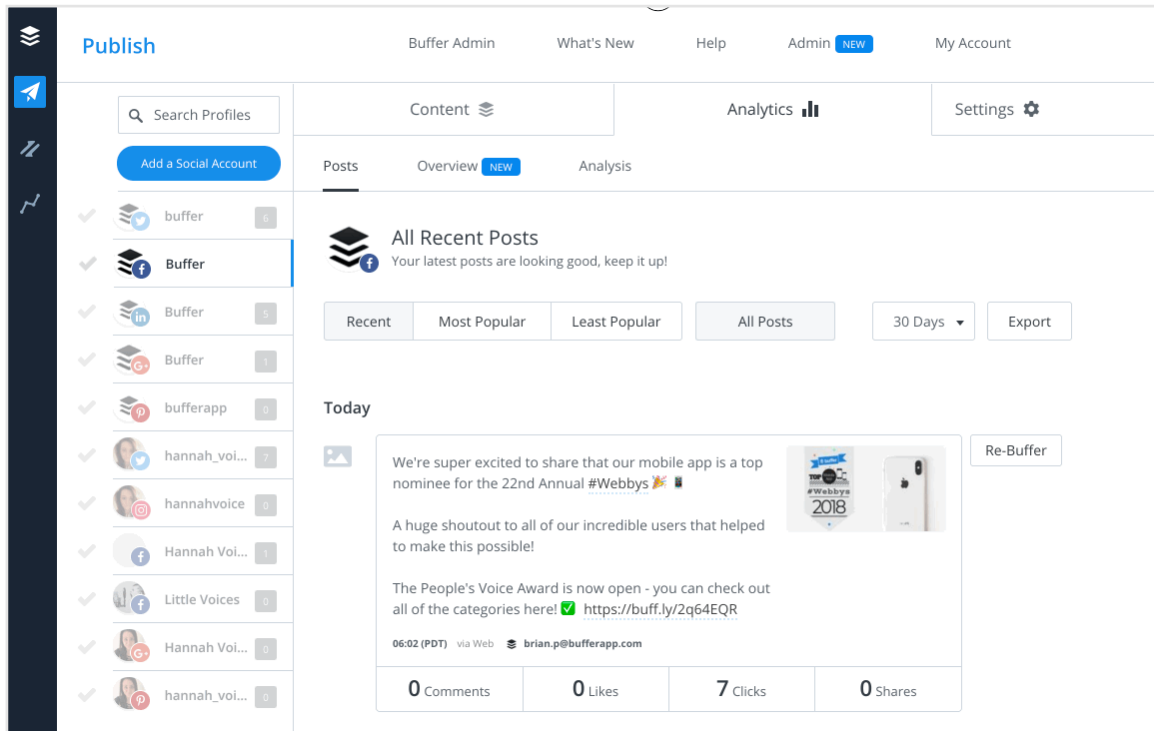 Publish
Buffer Admin
What's New
Help
Admin NEW
My Account
Search Profiles
Add a Social Account
buffer 6
Buffer
Buffer 5
Buffer 1
bufferapp 0
hannah_voi... 7
hannahvoice 0
Hannah Voi... 1
Little Voices 0
Hannah Voi... 0
hannah_voi... 0
Content
Analytics
Settings
Posts
Overview NEW
Analysis
All Recent Posts
Your latest posts are looking good, keep it up!
Recent
Most Popular
Least Popular
All Posts
30 Days
Export
Today
We're super excited to share that our mobile app is a top
nominee for the 22nd Annual #Webbys 🎉 📱
A huge shoutout to all of our incredible users that helped
to make this possible!
The People's Voice Award is now open - you can check out
all of the categories here! ✅ https://buff.ly/2q64EQR
06:02 (PDT) via Web brian.p@bufferapp.com
buffer
TOP
#Webbys
2018
Re-Buffer
0 Comments
0 Likes
7 Clicks
0 Shares